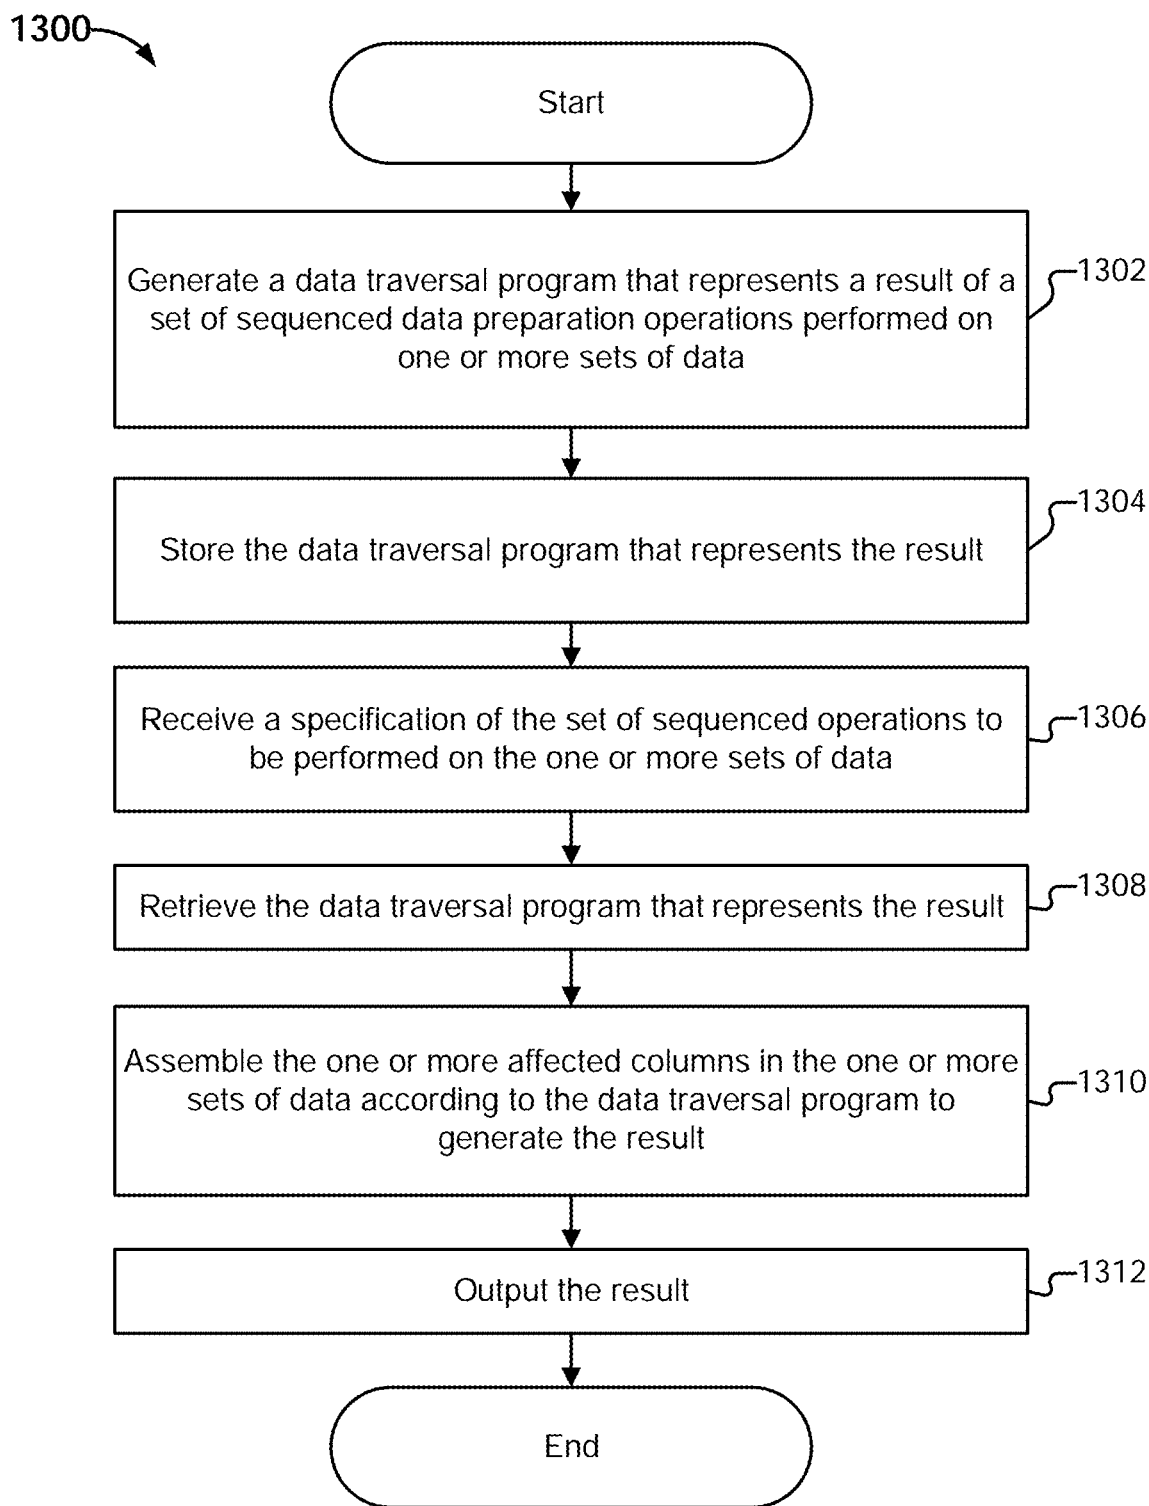 1300
Start
Generate a data traversal program that represents a result of a
set of sequenced data preparation operations performed on
one or more sets of data
1302
Store the data traversal program that represents the result
1304
Receive a specification of the set of sequenced operations to
be performed on the one or more sets of data
1306
Retrieve the data traversal program that represents the result
1308
Assemble the one or more affected columns in the one or more
sets of data according to the data traversal program to
generate the result
1310
Output the result
1312
End